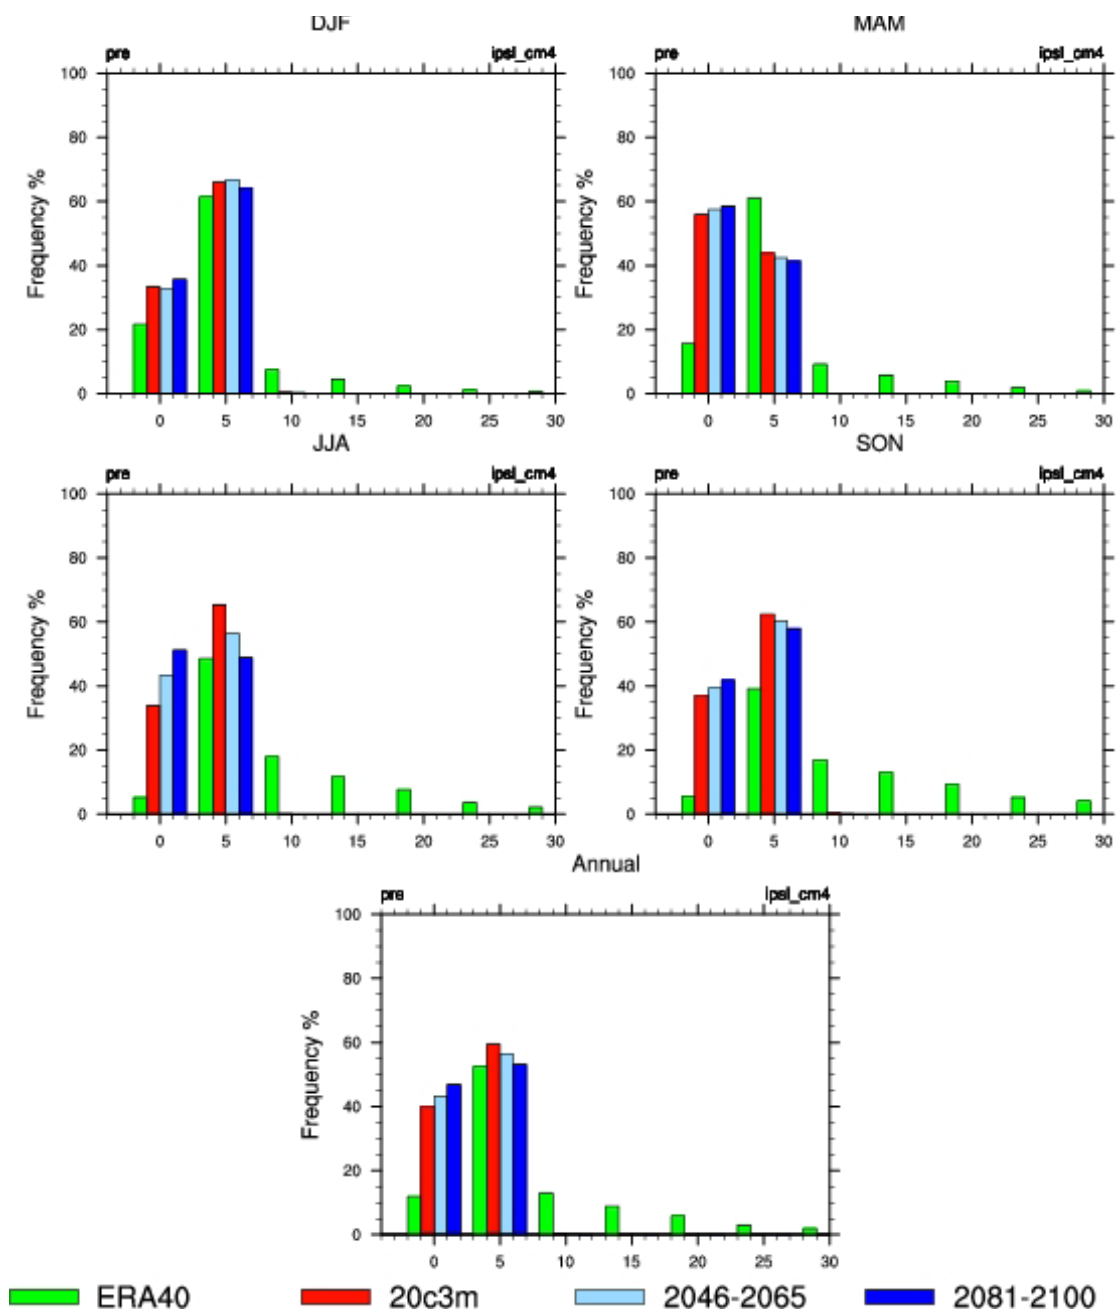 DJF MAM
pre ipsl_cm4 pre ipsl_cm4
100 100
80 80
60 60
40 40
20 20
0 0
Frequency % Frequency %
0 5 10 15 20 25 30 0 5 10 15 20 25 30
JJA SON
pre ipsl_cm4 pre ipsl_cm4
100 100
80 80
60 60
40 40
20 20
0 0
Frequency % Frequency %
0 5 10 15 20 25 30 0 5 10 15 20 25 30
Annual
pre ipsl_cm4
100
80
60
40
20
0
Frequency %
0 5 10 15 20 25 30
ERA40 20c3m 2046-2065 2081-2100